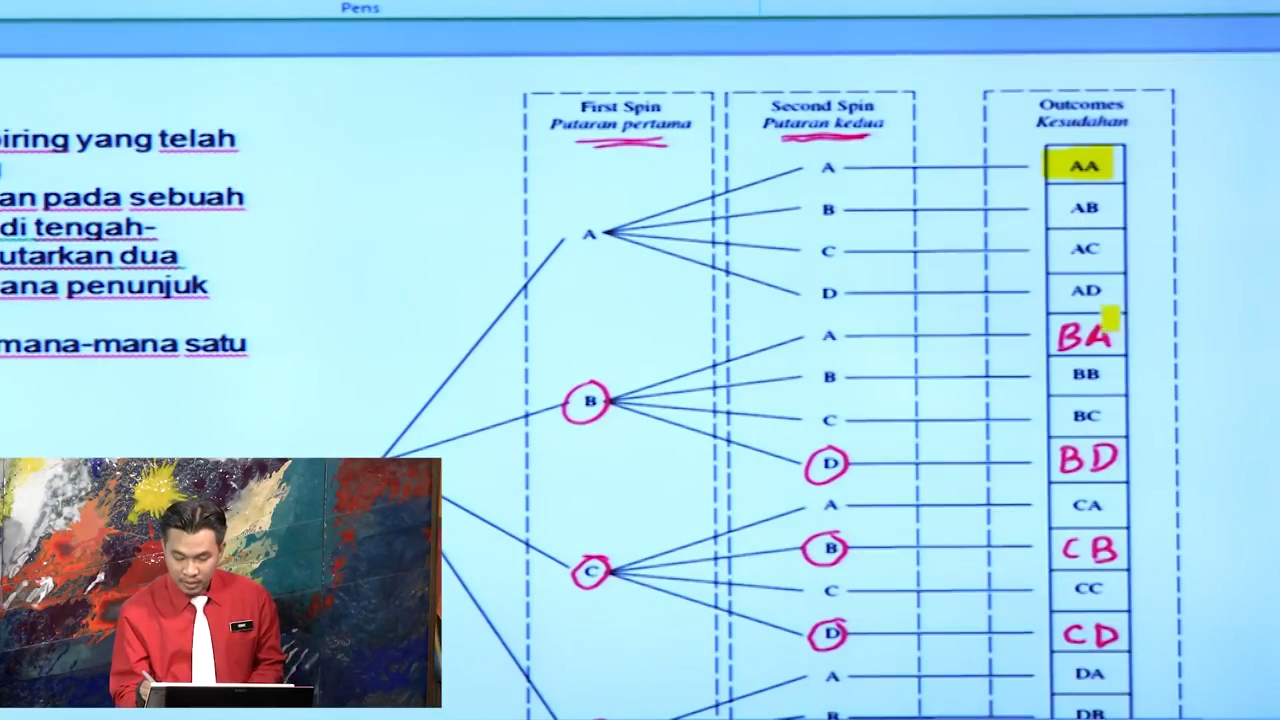 Pens
iring yang telah
an pada sebuah
di tengah-
utarkan dua
ana penunjuk
mana-mana satu
First Spin
Putaran pertama
A
B
C
Second Spin
Putaran kedua
A
B
C
D
A
B
C
D
A
B
C
D
A
B
Outcomes
Kesudahan
AA
AB
AC
AD
BA
BB
BC
BD
CA
CB
CC
CD
DA
DB